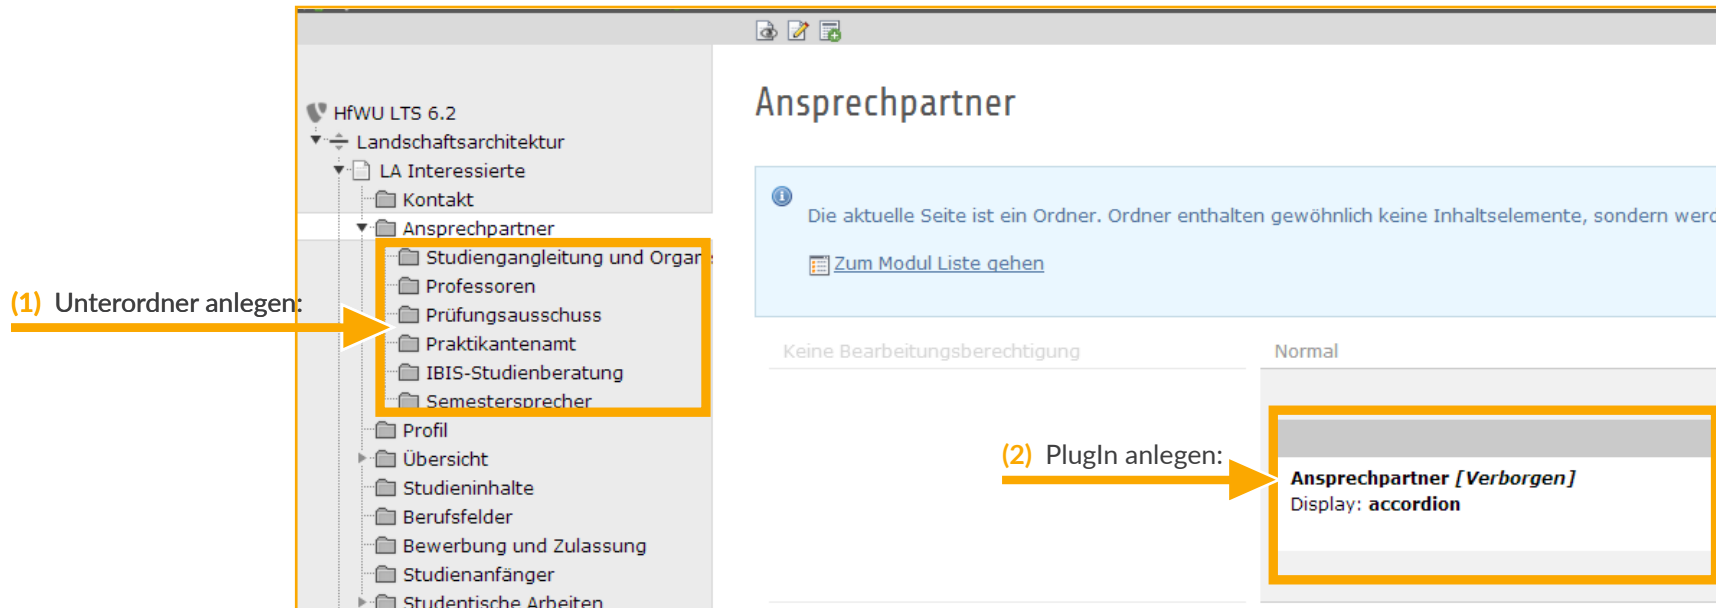 HfWU LTS 6.2
Landschaftsarchitektur
LA Interessierte
Kontakt
Ansprechpartner
Studiengangleitung und Organ
Professoren
Prüfungsausschuss
Praktikantenamt
IBIS-Studienberatung
Semestersprecher
Profil
Übersicht
Studieninhalte
Berufsfelder
Bewerbung und Zulassung
Studienanfänger
Studentische Arbeiten
(1) Unterordner anlegen:
Ansprechpartner
Die aktuelle Seite ist ein Ordner. Ordner enthalten gewöhnlich keine Inhaltselemente, sondern werd
Zum Modul Liste gehen
Keine Bearbeitungsberechtigung
Normal
(2) PlugIn anlegen:
Ansprechpartner [Verborgen]
Display: accordion